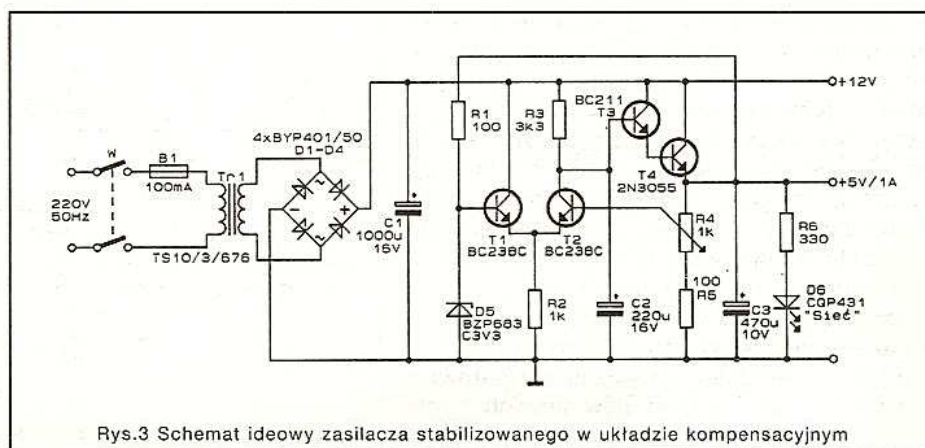 +12V
BC211
T3
R1
100
R3
3k3
4xBYP401/50
D1-D4
W
B1
100mA
Tr1
T4
2N3055
+5V/1A
220V
50Hz
~
-
+
~
C1
1000u
16V
T1
BC238C
T2
BC238C
R4
1k
R6
330
TS10/3/676
D5
BZP683
C3V3
R2
1k
C2
220u
16V
100
R5
C3
470u
10V
D6
CQP431
"Sieć"
Rys.3 Schemat ideowy zasilacza stabilizowanego w układzie kompensacyjnym